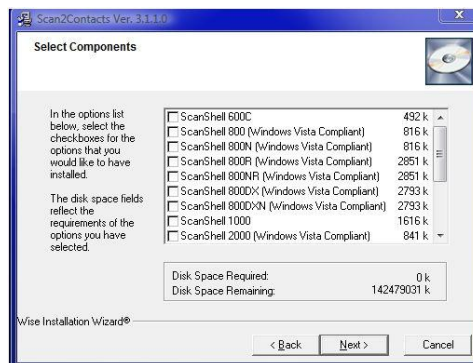 Scan2Contacts Ver. 3.1.1.0
X
Select Components
In the options list
below, select the
checkboxes for the
options that you
would like to have
installed.
The disk space fields
reflect the
requirements of the
options you have
selected.
ScanShell 600C 492 k
ScanShell 800 (Windows Vista Compliant) 816 k
ScanShell 800N (Windows Vista Compliant) 816 k
ScanShell 800R (Windows Vista Compliant) 2851 k
ScanShell 800NR (Windows Vista Compliant) 2851 k
ScanShell 800DX (Windows Vista Compliant) 2793 k
ScanShell 800DXN (Windows Vista Compliant) 2793 k
ScanShell 1000 1616 k
ScanShell 2000 (Windows Vista Compliant) 841 k
Disk Space Required: 0 k
Disk Space Remaining: 142479031 k
Wise Installation Wizard®
< Back Next > Cancel